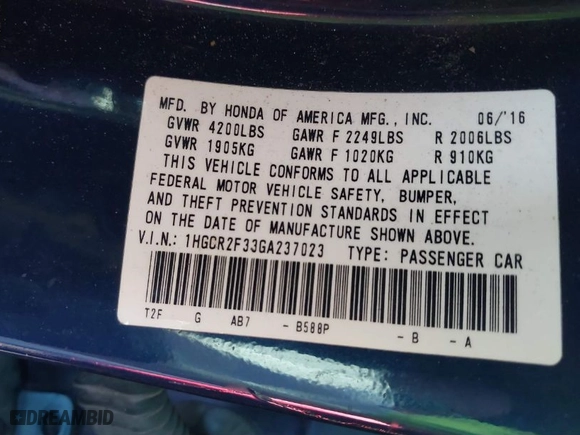 MFD. BY HONDA OF AMERICA MFG., INC. 06/'16
GVWR 4200LBS GAWR F 2249LBS R 2006LBS
GVWR 1905KG GAWR F 1020KG R 910KG
THIS VEHICLE CONFORMS TO ALL APPLICABLE
FEDERAL MOTOR VEHICLE SAFETY, BUMPER,
AND THEFT PREVENTION STANDARDS IN EFFECT
ON THE DATE OF MANUFACTURE SHOWN ABOVE.
V.I.N.: 1HGCR2F33GA237023 TYPE: PASSENGER CAR
T2F G AB7 - B588P - B - A
DREAMBID